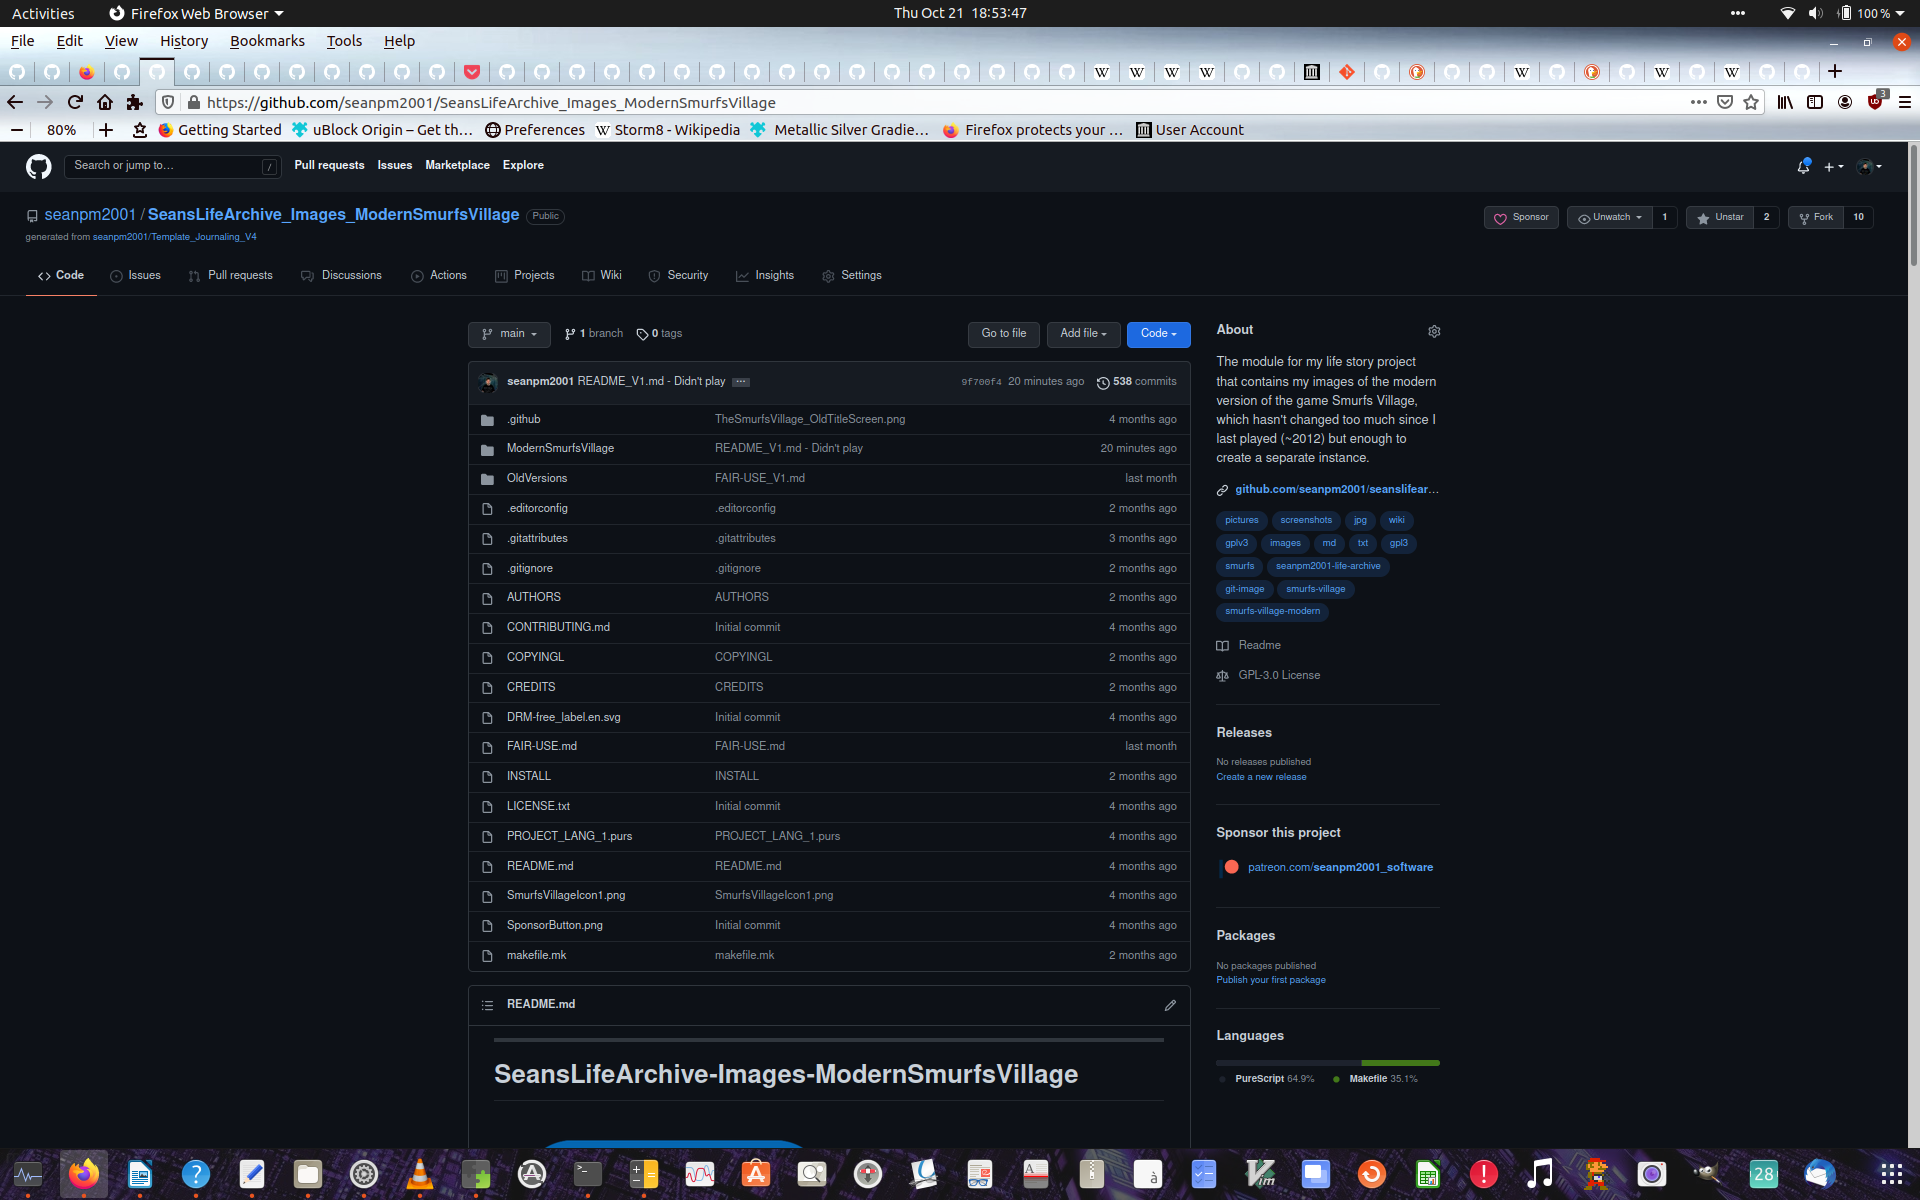 Activities Firefox Web Browser Thu Oct 21 18:53:47 100 %
File Edit View History Bookmarks Tools Help
https://github.com/seanpm2001/SeansLifeArchive_Images_ModernSmurfsVillage 3
80% Getting Started uBlock Origin – Get th… Preferences Storm8 - Wikipedia Metallic Silver Gradie… Firefox protects your … User Account
Search or jump to… / Pull requests Issues Marketplace Explore
seanpm2001 / SeansLifeArchive_Images_ModernSmurfsVillage Public Sponsor Unwatch 1 Unstar 2 Fork 10
generated from seanpm2001/Template_Journaling_V4
Code Issues Pull requests Discussions Actions Projects Wiki Security Insights Settings
main 1 branch 0 tags Go to file Add file Code
seanpm2001 README_V1.md - Didn't play ... 9f700f4 20 minutes ago 538 commits
.github TheSmurfsVillage_OldTitleScreen.png 4 months ago
ModernSmurfsVillage README_V1.md - Didn't play 20 minutes ago
OldVersions FAIR-USE_V1.md last month
.editorconfig .editorconfig 2 months ago
.gitattributes .gitattributes 3 months ago
.gitignore .gitignore 2 months ago
AUTHORS AUTHORS 2 months ago
CONTRIBUTING.md Initial commit 4 months ago
COPYINGL COPYINGL 2 months ago
CREDITS CREDITS 2 months ago
DRM-free_label.en.svg Initial commit 4 months ago
FAIR-USE.md FAIR-USE.md last month
INSTALL INSTALL 2 months ago
LICENSE.txt Initial commit 4 months ago
PROJECT_LANG_1.purs PROJECT_LANG_1.purs 4 months ago
README.md README.md 4 months ago
SmurfsVillageIcon1.png SmurfsVillageIcon1.png 4 months ago
SponsorButton.png Initial commit 4 months ago
makefile.mk makefile.mk 2 months ago
README.md
SeansLifeArchive-Images-ModernSmurfsVillage
About
The module for my life story project
that contains my images of the modern
version of the game Smurfs Village,
which hasn't changed too much since I
last played (~2012) but enough to
create a separate instance.
github.com/seanpm2001/seanslifear…
pictures screenshots jpg wiki
gplv3 images md txt gpl3
smurfs seanpm2001-life-archive
git-image smurfs-village
smurfs-village-modern
Readme
GPL-3.0 License
Releases
No releases published
Create a new release
Sponsor this project
patreon.com/seanpm2001_software
Packages
No packages published
Publish your first package
Languages
PureScript 64.9% Makefile 35.1%
28